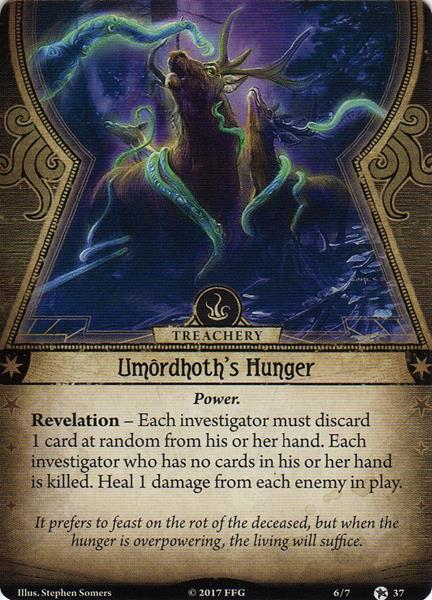 TREACHERY
Umôrdhoth's Hunger
Power.
Revelation – Each investigator must discard
1 card at random from his or her hand. Each
investigator who has no cards in his or her hand
is killed. Heal 1 damage from each enemy in play.
It prefers to feast on the rot of the deceased, but when the
hunger is overpowering, the living will suffice.
Illus. Stephen Somers © 2017 FFG 6/7 37